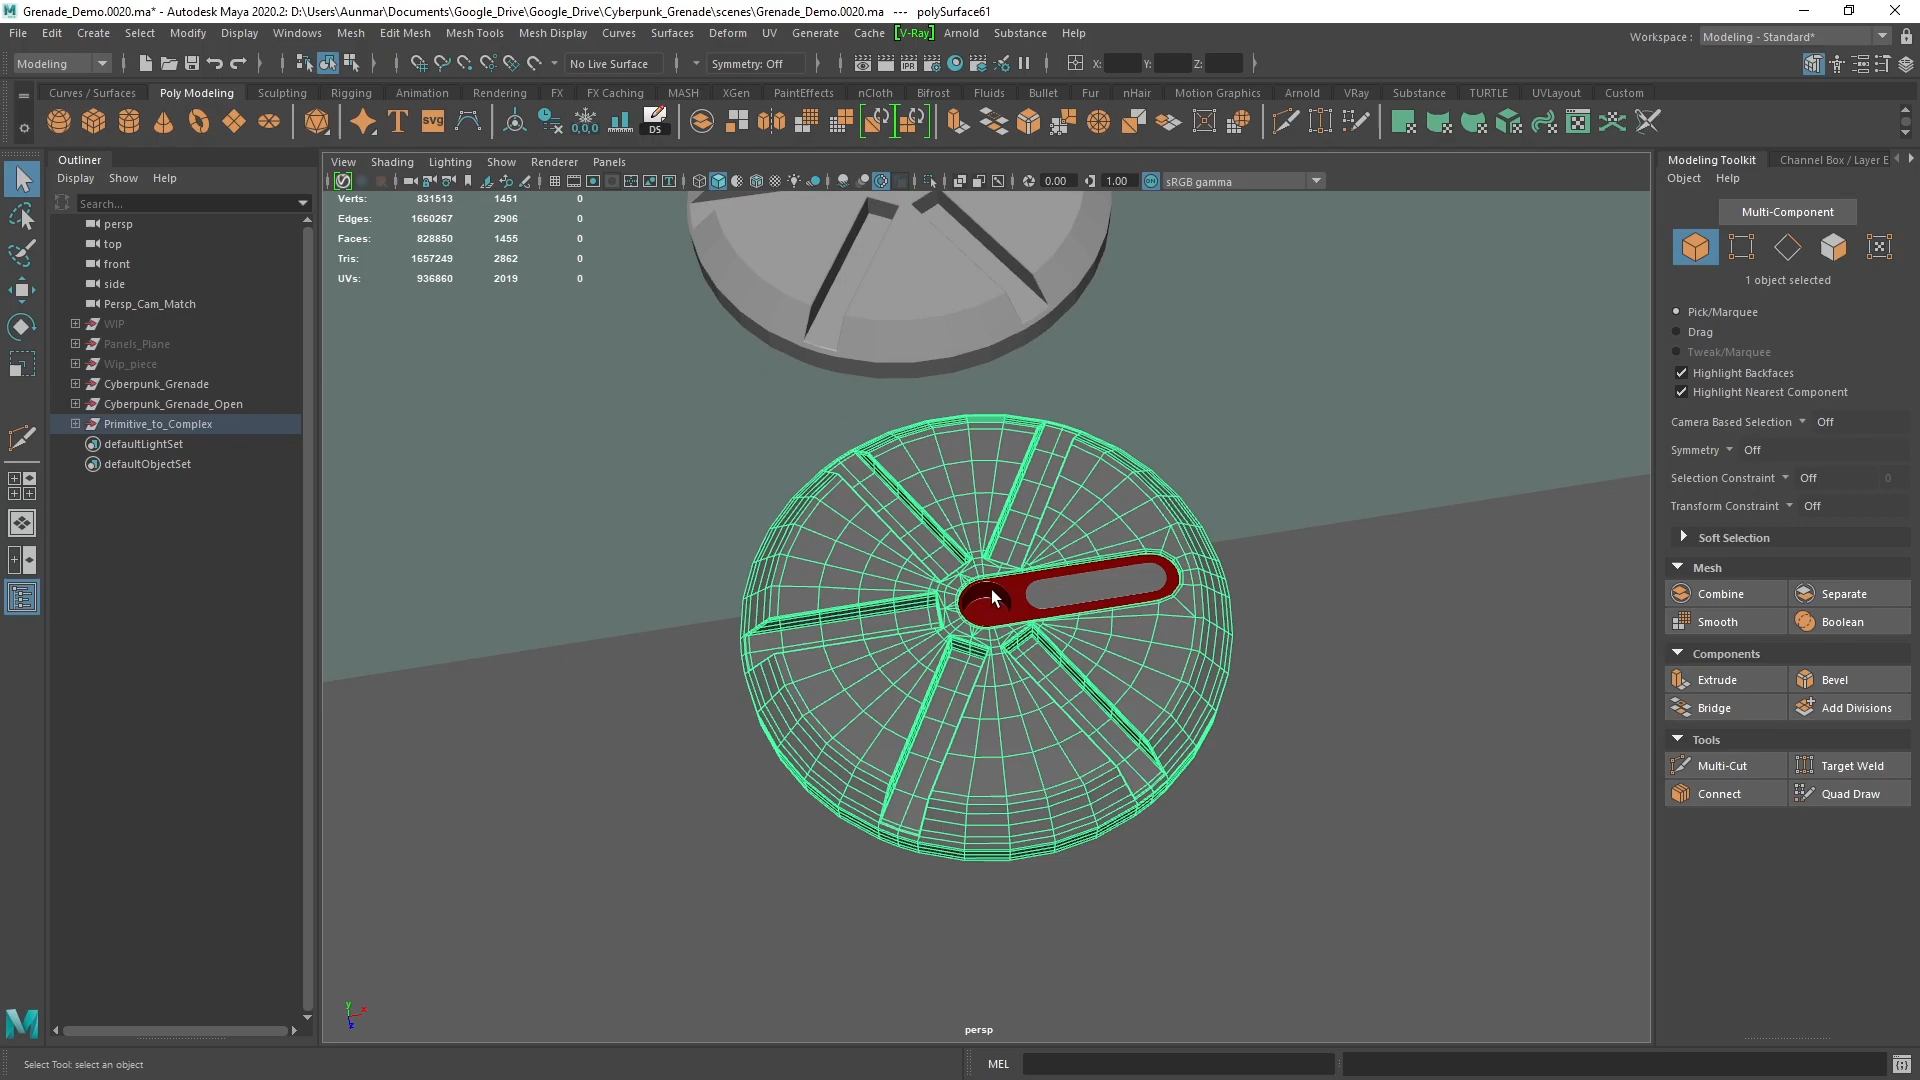 Grenade_Demo.0020.ma* - Autodesk Maya 2020.2: D:\Users\Aunmar\Documents\Google_Drive\Google_Drive\Cyberpunk_Grenade\scenes\Grenade_Demo.0020.ma --- polySurface61
File Edit Create Select Modify Display Windows Mesh Edit Mesh Mesh Tools Mesh Display Curves Surfaces Deform UV Generate Cache [V-Ray] Arnold Substance Help
Workspace : Modeling - Standard*
Modeling No Live Surface Symmetry: Off X: Y: Z:
Curves / Surfaces Poly Modeling Sculpting Rigging Animation Rendering FX FX Caching MASH XGen PaintEffects nCloth Bifrost Fluids Bullet Fur nHair Motion Graphics Arnold VRay Substance TURTLE UVLayout Custom
T SVG 0,0,0 DS
Outliner
Display Show Help
Search...
persp
top
front
side
Persp_Cam_Match
WIP
Panels_Plane
Wip_piece
Cyberpunk_Grenade
Cyberpunk_Grenade_Open
Primitive_to_Complex
defaultLightSet
defaultObjectSet
View Shading Lighting Show Renderer Panels
0.00 1.00 ON sRGB gamma
Verts: 831513 1451 0
Edges: 1660267 2906 0
Faces: 828850 1455 0
Tris: 1657249 2862 0
UVs: 936860 2019 0
y x z
persp
Modeling Toolkit Channel Box / Layer E
Object Help
Multi-Component
1 object selected
Pick/Marquee
Drag
Tweak/Marquee
Highlight Backfaces
Highlight Nearest Component
Camera Based Selection Off
Symmetry Off
Selection Constraint Off 0
Transform Constraint Off
Soft Selection
Mesh
Combine Separate
Smooth Boolean
Components
Extrude Bevel
Bridge Add Divisions
Tools
Multi-Cut Target Weld
Connect Quad Draw
Select Tool: select an object
MEL